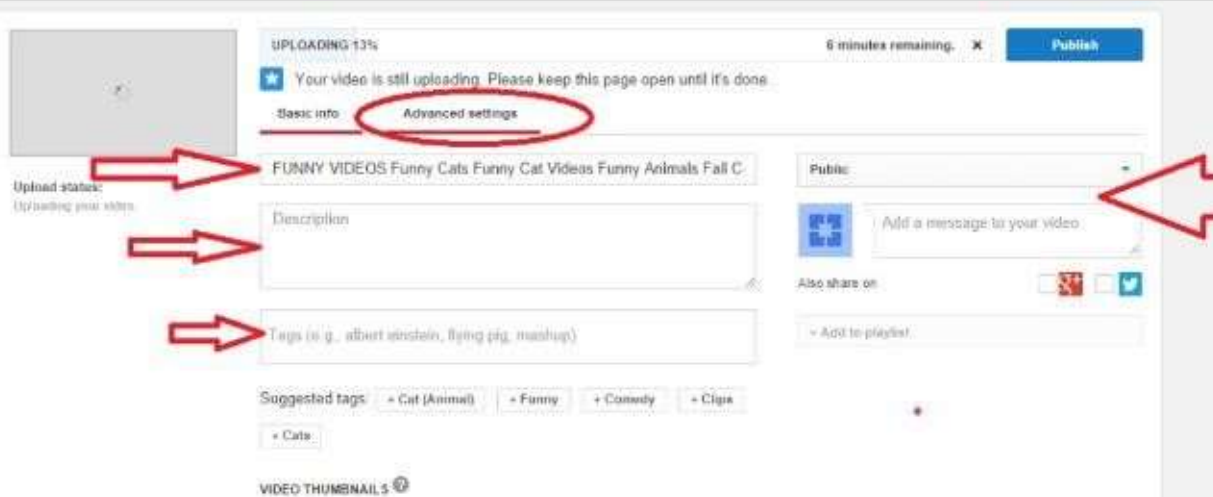 UPLOADING 13% 6 minutes remaining. × Publish
Your video is still uploading. Please keep this page open until it's done.
Basic info Advanced settings
FUNNY VIDEOS Funny Cats Funny Cat Videos Funny Animals Fall C
Public
Upload status:
Uploading your video.
Description
Add a message to your video
Also share on
Tags (e.g., albert einstein, flying pig, mashup)
+ Add to playlist
Suggested tags: + Cat (Animal) + Funny + Comedy + Clips
+ Cats
VIDEO THUMBNAILS ?